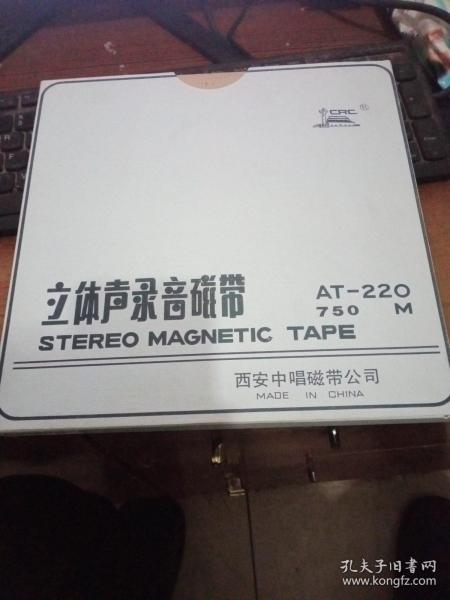 CRC ®
立体声录音磁带
AT-220
750 M
STEREO MAGNETIC TAPE
西安中唱磁带公司
MADE IN CHINA
孔夫子旧书网
www.kongfz.com